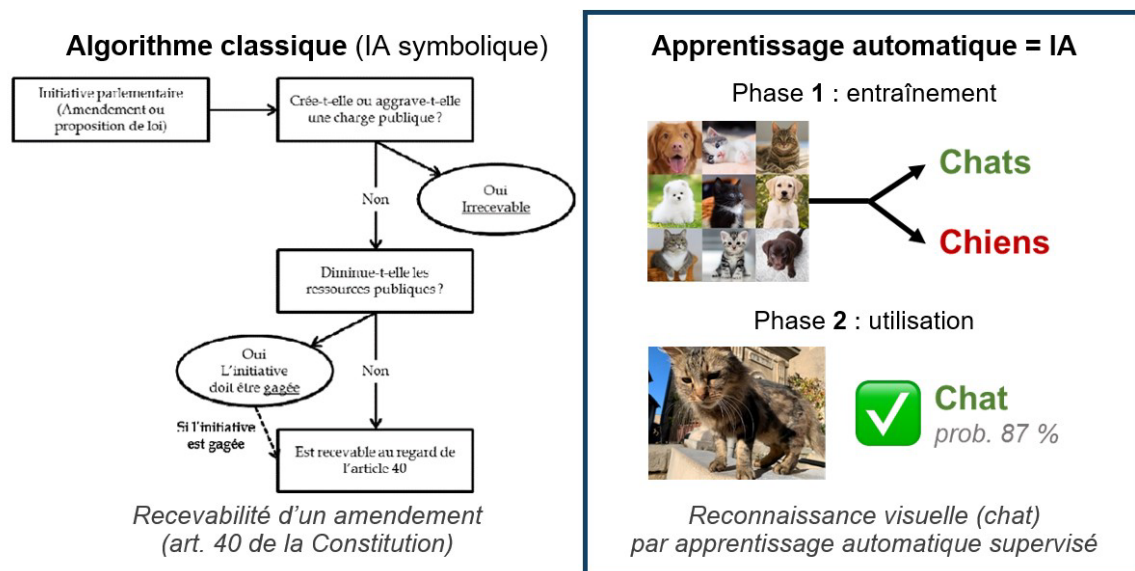 Algorithme classique (IA symbolique)
Initiative parlementaire
(Amendement ou
proposition de loi)
Crée-t-elle ou aggrave-t-elle
une charge publique ?
Oui
Irrecevable
Non
Diminue-t-elle les
ressources publiques ?
Oui
L'initiative
doit être gagée
Non
Si l'initiative
est gagée
Est recevable au regard de
l'article 40
Recevabilité d'un amendement
(art. 40 de la Constitution)
Apprentissage automatique = IA
Phase 1 : entraînement
Chats
Chiens
Phase 2 : utilisation
Chat
prob. 87 %
Reconnaissance visuelle (chat)
par apprentissage automatique supervisé